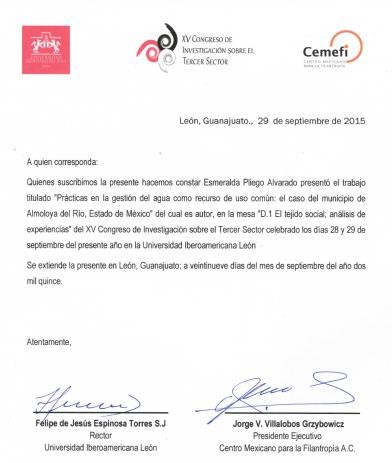 XV CONGRESO DE
INVESTIGACIÓN SOBRE EL
TERCER SECTOR
Cemefi
CENTRO MEXICANO
PARA LA FILANTROPÍA
León, Guanajuato., 29 de septiembre de 2015
A quien corresponda:
Quienes suscribimos la presente hacemos constar Esmeralda Pliego Alvarado presentó el trabajo
titulado "Prácticas en la gestión del agua como recurso de uso común: el caso del municipio de
Almoloya del Río, Estado de México" del cual es autor, en la mesa "D.1 El tejido social; análisis de
experiencias" del XV Congreso de Investigación sobre el Tercer Sector celebrado los días 28 y 29 de
septiembre del presente año en la Universidad Iberoamericana León
Se extiende la presente en León, Guanajuato; a veintinueve días del mes de septiembre del año dos
mil quince.
Atentamente,
Felipe de Jesús Espinosa Torres S.J
Rector
Universidad Iberoamericana León
Jorge V. Villalobos Grzybowicz
Presidente Ejecutivo
Centro Mexicano para la Filantropía A.C.